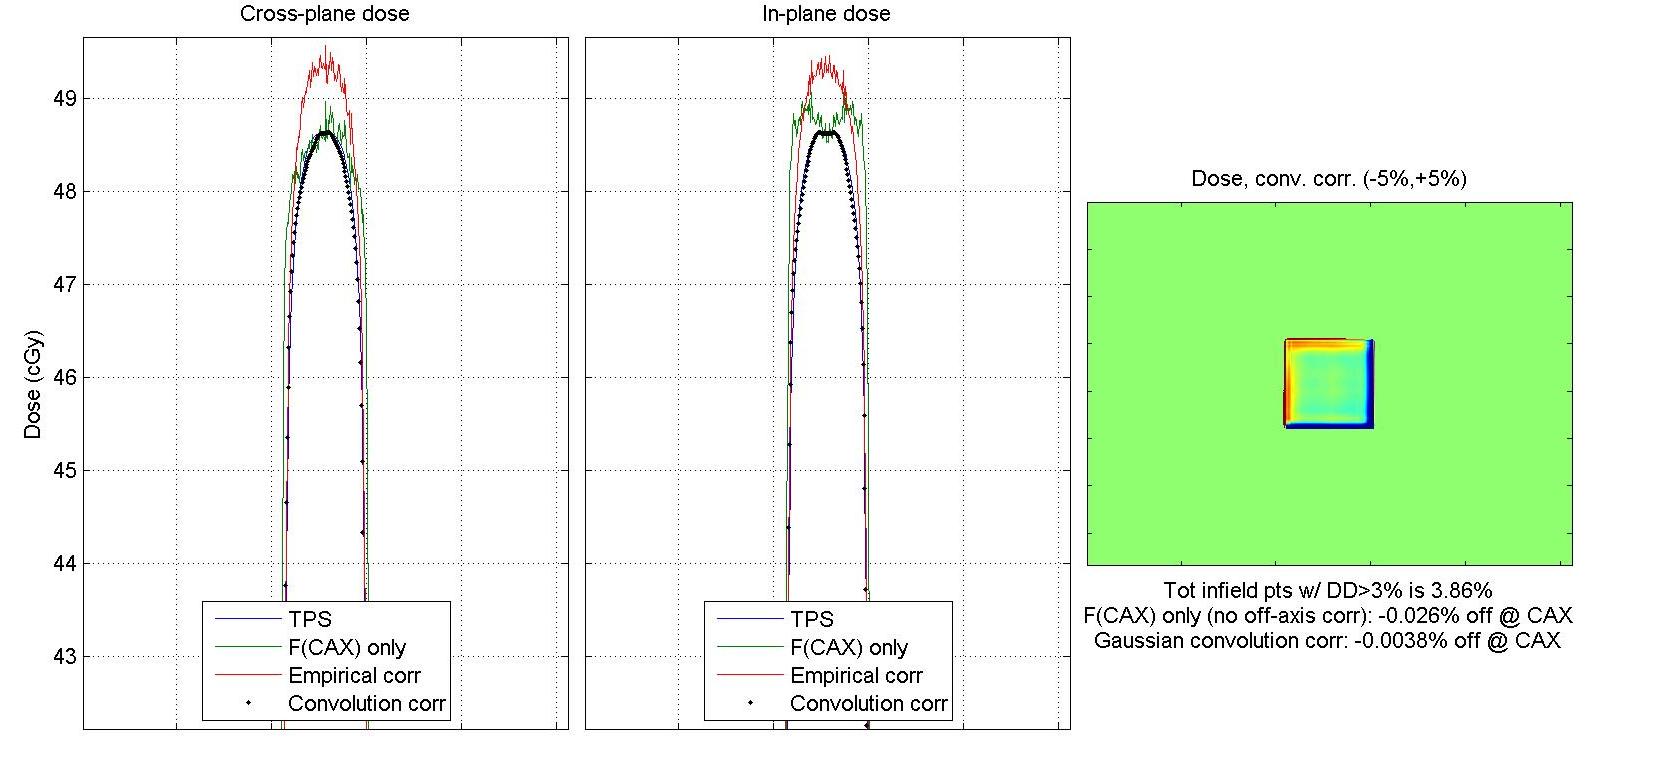 Cross-plane dose
In-plane dose
49
48
47
46
45
44
43
Dose (cGy)
TPS
F(CAX) only
Empirical corr
Convolution corr
TPS
F(CAX) only
Empirical corr
Convolution corr
Dose, conv. corr. (-5%,+5%)
Tot infield pts w/ DD>3% is 3.86%
F(CAX) only (no off-axis corr): -0.026% off @ CAX
Gaussian convolution corr: -0.0038% off @ CAX